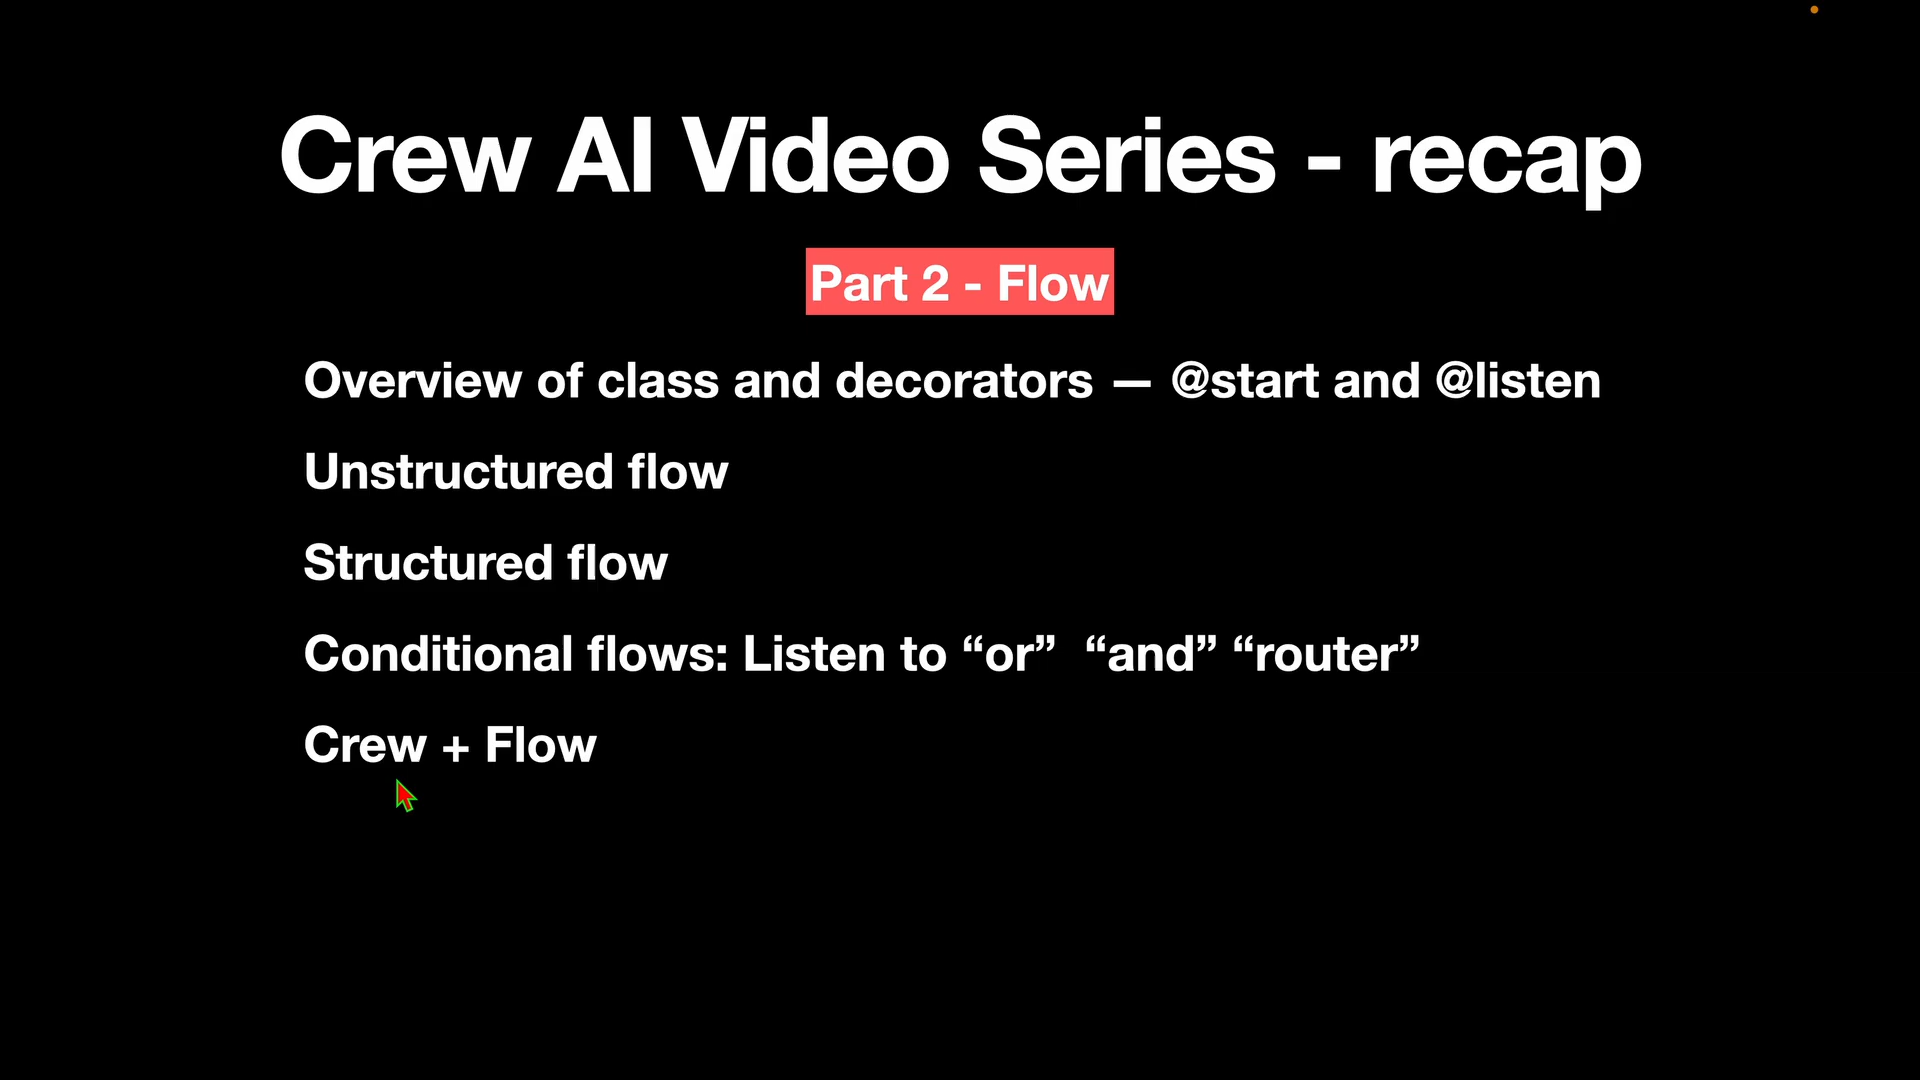 Crew AI Video Series - recap
Part 2 - Flow
Overview of class and decorators — @start and @listen
Unstructured flow
Structured flow
Conditional flows: Listen to “or”  “and” “router”
Crew + Flow